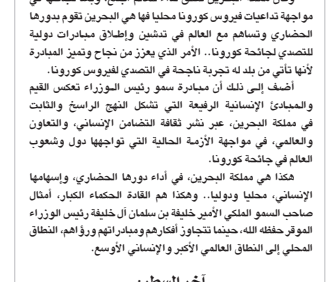 مواجهة تداعيات فيروس كورونا محليا فها هي البحرين تقوم بدورها
الحضاري وتساهم مع العالم في تدشين وإطلاق مبادرات دولية
للتصدي لجائحة كورونا.. الأمر الذي يعزز من نجاح وتميز المبادرة
لأنها تأتي من بلد له تجربة ناجحة في التصدي لفيروس كورونا.
أضف إلى ذلك أن مبادرة سمو رئيس الوزراء تعكس القيم
والمبادئ الإنسانية الرفيعة التي تشكل النهج الراسخ والثابت
في مملكة البحرين، عبر نشر ثقافة التضامن الإنساني، والتعاون
والعالمي، في مواجهة الأزمة الحالية التي تواجهها دول وشعوب
العالم في جائحة كورونا.
هكذا هي مملكة البحرين، في أداء دورها الحضاري، وإسهامها
الإنساني، محليا ودوليا.. وهكذا هم القادة الحكماء الكبار، أمثال
صاحب السمو الملكي الأمير خليفة بن سلمان آل خليفة رئيس الوزراء
الموقر حفظه الله، حينما تتجاوز أفكارهم ومبادراتهم ورؤاهم، النطاق
المحلي إلى النطاق العالمي الأكبر والإنساني الأوسع.